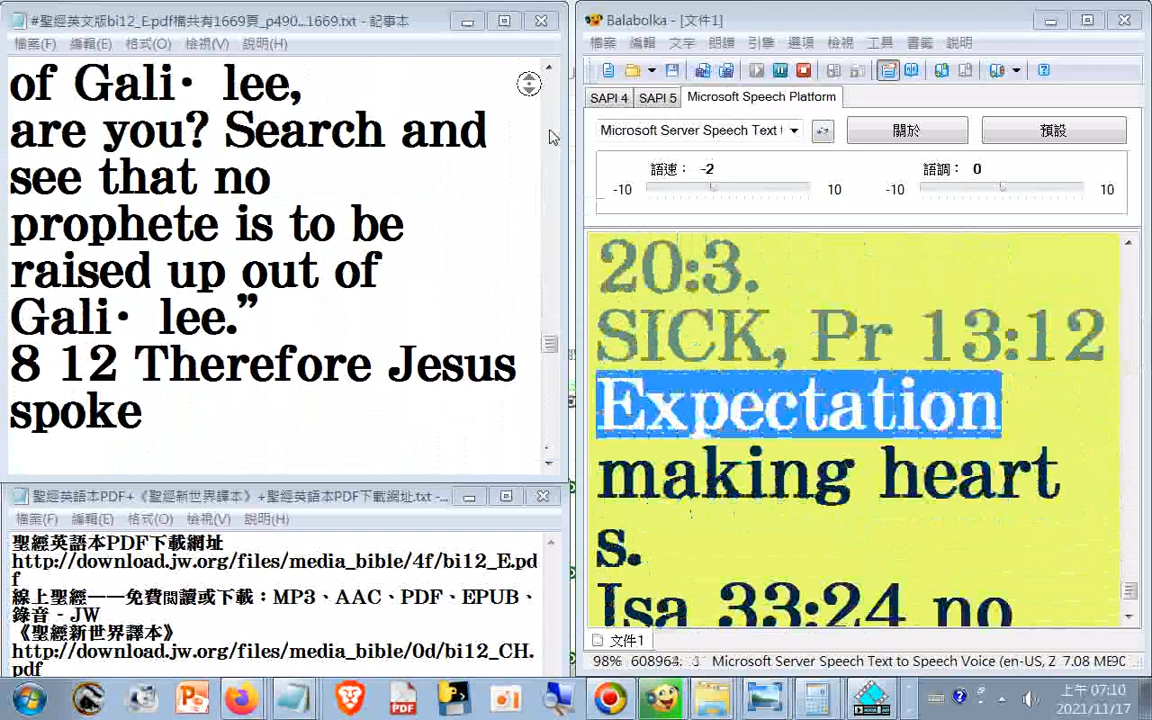 #聖經英文版bi12_E.pdf檔共有1669頁_p490...1669.txt - 記事本
檔案(F) 編輯(E) 格式(O) 檢視(V) 說明(H)
of Gali· lee,
are you? Search and
see that no
prophete is to be
raised up out of
Gali· lee.”
8 12 Therefore Jesus
spoke
聖經英語本PDF+《聖經新世界譯本》+聖經英語本PDF下載網址.txt -...
檔案(F) 編輯(E) 格式(O) 檢視(V) 說明(H)
聖經英語本PDF下載網址
http://download.jw.org/files/media_bible/4f/bi12_E.pd
f
線上聖經——免費閱讀或下載：MP3、AAC、PDF、EPUB、
錄音 - JW
《聖經新世界譯本》
http://download.jw.org/files/media_bible/0d/bi12_CH.
pdf
Balabolka - [文件1]
檔案 編輯 文字 朗讀 引擎 選項 檢視 工具 書籤 說明
SAPI 4 SAPI 5 Microsoft Speech Platform
Microsoft Server Speech Text 關於 預設
語速： -2 語調： 0
-10 10 -10 10
20:3.
SICK, Pr 13:12
Expectation
making heart
s.
Isa 33:24 no
文件1
98% Microsoft Server Speech Text to Speech Voice (en-US, Z 7.08 ME
上午 07:10
2021/11/17